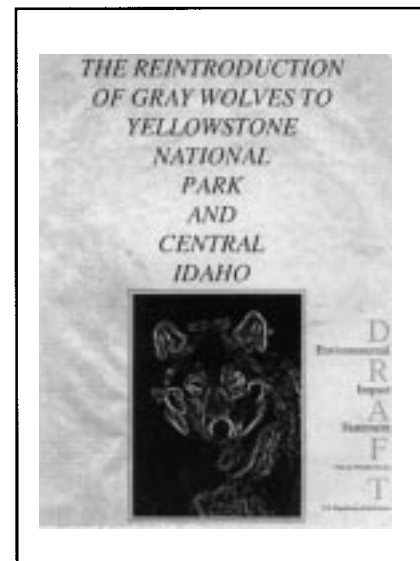 THE REINTRODUCTION
OF GRAY WOLVES TO
YELLOWSTONE
NATIONAL
PARK
AND
CENTRAL
IDAHO
D
Environmental
R
Impact
A
Statement
F
T